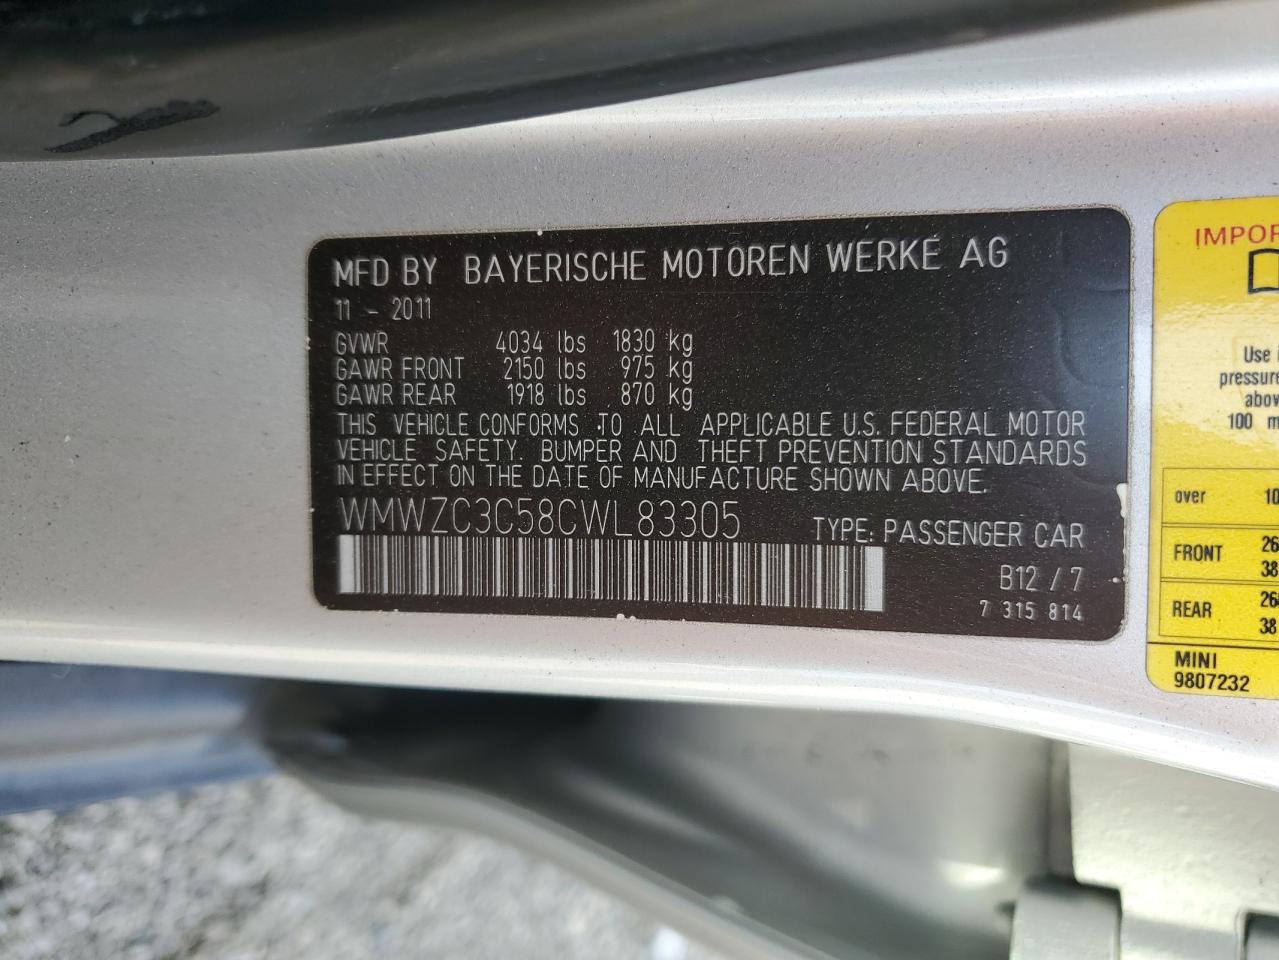 MFD BY BAYERISCHE MOTOREN WERKE AG
11 - 2011
GVWR 4034 lbs 1830 kg
GAWR FRONT 2150 lbs 975 kg
GAWR REAR 1918 lbs 870 kg
THIS VEHICLE CONFORMS TO ALL APPLICABLE U.S. FEDERAL MOTOR
VEHICLE SAFETY, BUMPER AND THEFT PREVENTION STANDARDS
IN EFFECT ON THE DATE OF MANUFACTURE SHOWN ABOVE.
WMWZC3C58CWL83305 TYPE: PASSENGER CAR
B12 / 7
7 315 814
Use
pressure
100
over
FRONT
38
REAR
38
MINI
9807232